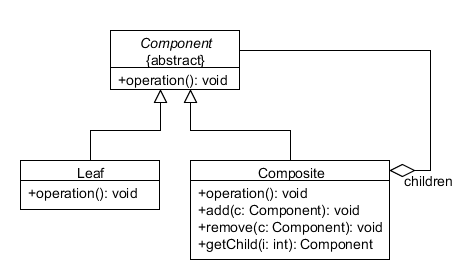 Component
{abstract}
+operation(): void
Leaf
+operation(): void
Composite
+operation(): void
+add(c: Component): void
+remove(c: Component): void
+getChild(i: int): Component
children